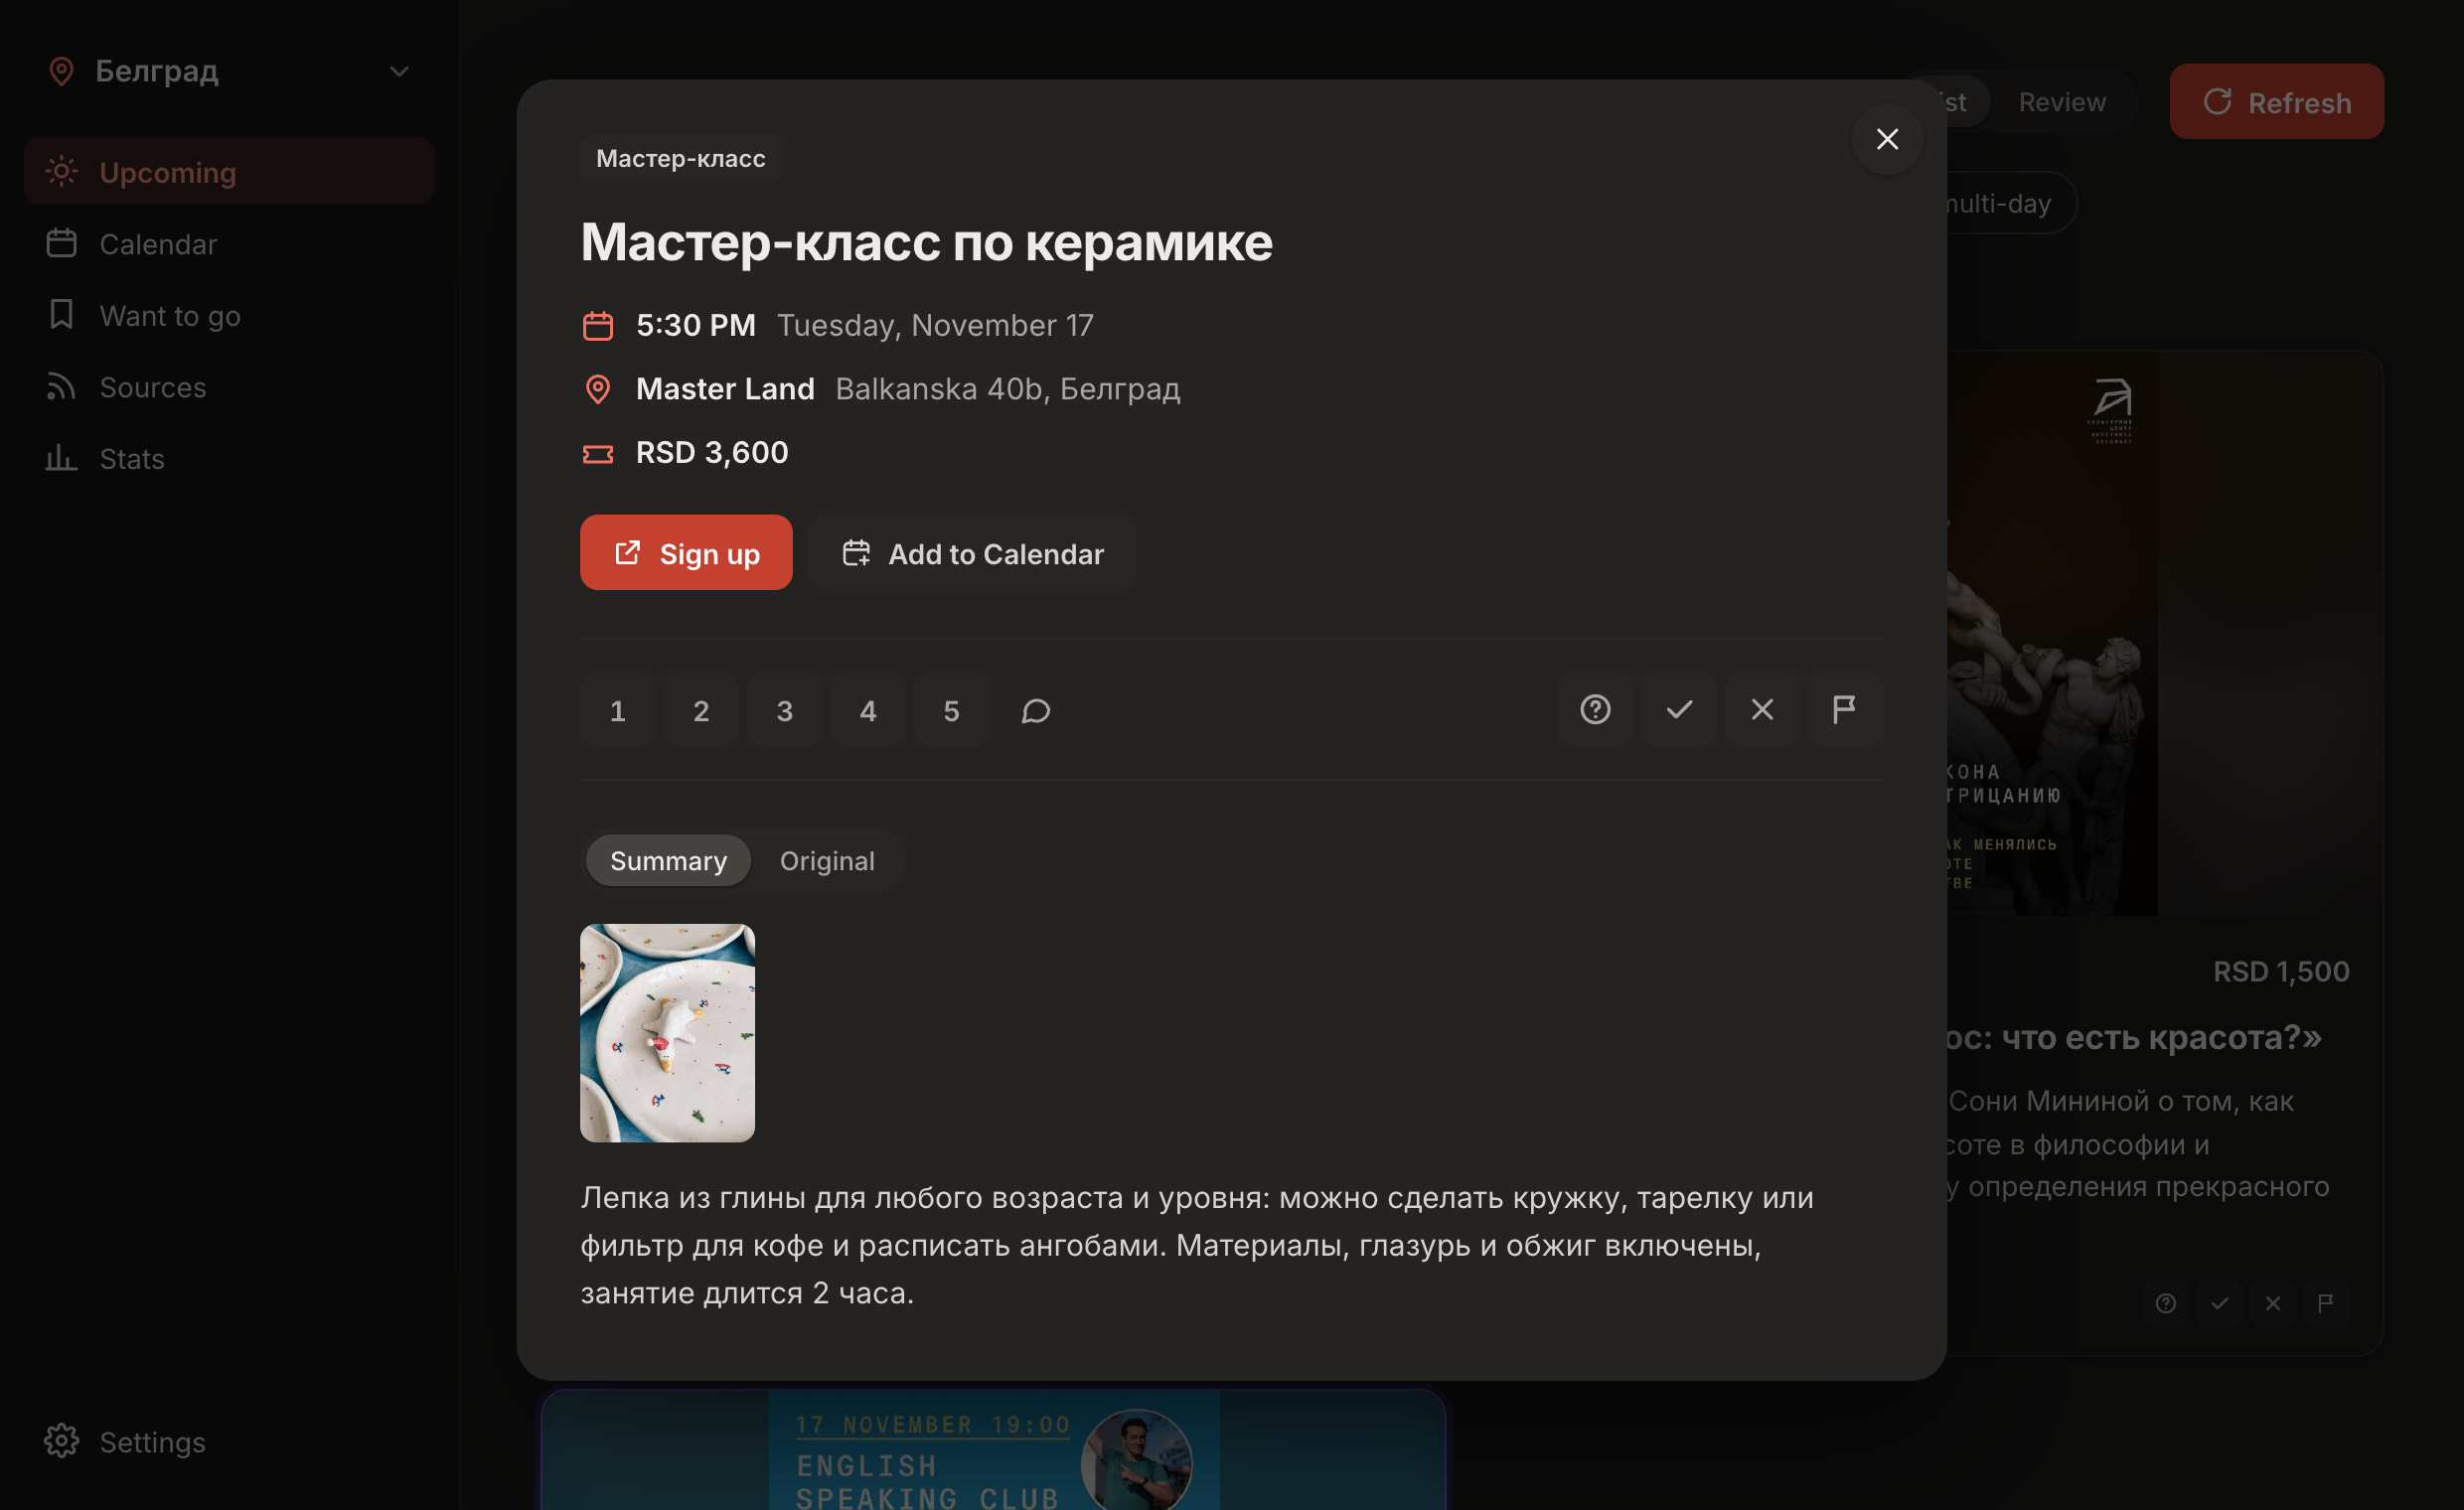 Белград
Upcoming
Calendar
Want to go
Sources
Stats
Settings
Review
Refresh
multi-day
Мастер-класс
Мастер-класс по керамике
5:30 PM Tuesday, November 17
Master Land Balkanska 40b, Белград
RSD 3,600
Sign up
Add to Calendar
1 2 3 4 5
Summary
Original
Лепка из глины для любого возраста и уровня: можно сделать кружку, тарелку или
фильтр для кофе и расписать ангобами. Материалы, глазурь и обжиг включены,
занятие длится 2 часа.
МЕНЯЛИСЬ
RSD 1,500
что есть красота?»
Сони Мининой о том, как
в философии и
определения прекрасного
17 NOVEMBER 19:00
ENGLISH
SPEAKING CLUB